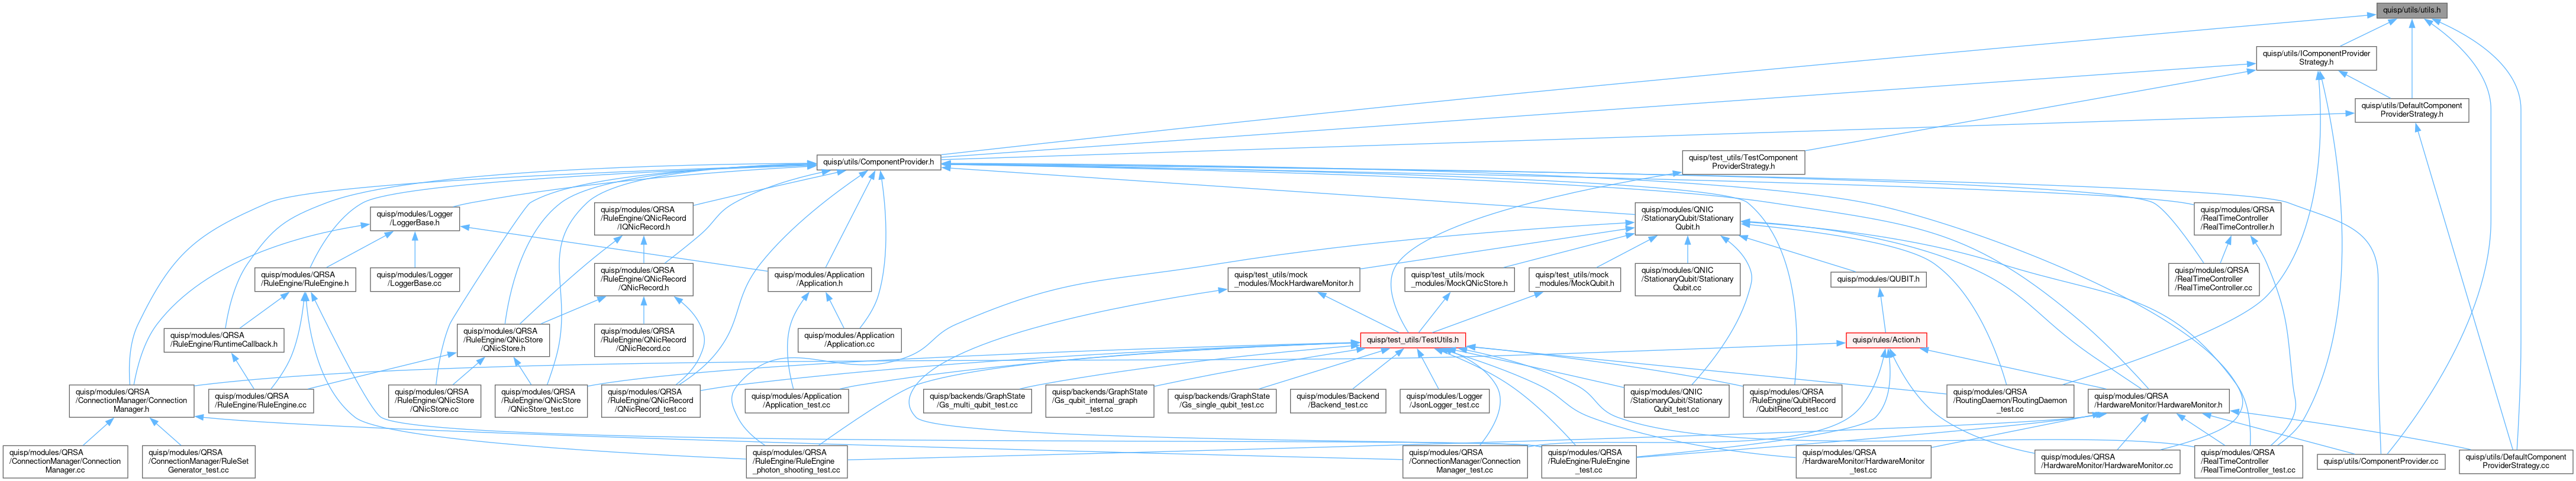 quisp/utils/utils.h
quisp/utils/IComponentProvider
Strategy.h
quisp/utils/DefaultComponent
ProviderStrategy.h
quisp/utils/ComponentProvider.h
quisp/test_utils/TestComponent
ProviderStrategy.h
quisp/modules/Logger
/LoggerBase.h
quisp/modules/QRSA
/RuleEngine/QNicRecord
/IQNicRecord.h
quisp/modules/QNIC
/StationaryQubit/Stationary
Qubit.h
quisp/modules/QRSA
/RealTimeController
/RealTimeController.h
quisp/modules/QRSA
/RuleEngine/RuleEngine.h
quisp/modules/Logger
/LoggerBase.cc
quisp/modules/QRSA
/RuleEngine/QNicRecord
/QNicRecord.h
quisp/modules/Application
/Application.h
quisp/test_utils/mock
_modules/MockHardwareMonitor.h
quisp/test_utils/mock
_modules/MockQNicStore.h
quisp/test_utils/mock
_modules/MockQubit.h
quisp/modules/QNIC
/StationaryQubit/Stationary
Qubit.cc
quisp/modules/QUBIT.h
quisp/modules/QRSA
/RealTimeController
/RealTimeController.cc
quisp/modules/QRSA
/RuleEngine/RuntimeCallback.h
quisp/modules/QRSA
/RuleEngine/QNicStore
/QNicStore.h
quisp/modules/QRSA
/RuleEngine/QNicRecord
/QNicRecord.cc
quisp/modules/Application
/Application.cc
quisp/test_utils/TestUtils.h
quisp/rules/Action.h
quisp/modules/QRSA
/ConnectionManager/Connection
Manager.h
quisp/modules/QRSA
/RuleEngine/RuleEngine.cc
quisp/modules/QRSA
/RuleEngine/QNicStore
/QNicStore.cc
quisp/modules/QRSA
/RuleEngine/QNicStore
/QNicStore_test.cc
quisp/modules/QRSA
/RuleEngine/QNicRecord
/QNicRecord_test.cc
quisp/modules/Application
/Application_test.cc
quisp/backends/GraphState
/Gs_multi_qubit_test.cc
quisp/backends/GraphState
/Gs_qubit_internal_graph
_test.cc
quisp/backends/GraphState
/Gs_single_qubit_test.cc
quisp/modules/Backend
/Backend_test.cc
quisp/modules/Logger
/JsonLogger_test.cc
quisp/modules/QNIC
/StationaryQubit/Stationary
Qubit_test.cc
quisp/modules/QRSA
/RuleEngine/QubitRecord
/QubitRecord_test.cc
quisp/modules/QRSA
/RoutingDaemon/RoutingDaemon
_test.cc
quisp/modules/QRSA
/HardwareMonitor/HardwareMonitor.h
quisp/modules/QRSA
/ConnectionManager/Connection
Manager.cc
quisp/modules/QRSA
/ConnectionManager/RuleSet
Generator_test.cc
quisp/modules/QRSA
/RuleEngine/RuleEngine
_photon_shooting_test.cc
quisp/modules/QRSA
/ConnectionManager/Connection
Manager_test.cc
quisp/modules/QRSA
/RuleEngine/RuleEngine
_test.cc
quisp/modules/QRSA
/HardwareMonitor/HardwareMonitor
_test.cc
quisp/modules/QRSA
/HardwareMonitor/HardwareMonitor.cc
quisp/modules/QRSA
/RealTimeController
/RealTimeController_test.cc
quisp/utils/ComponentProvider.cc
quisp/utils/DefaultComponent
ProviderStrategy.cc